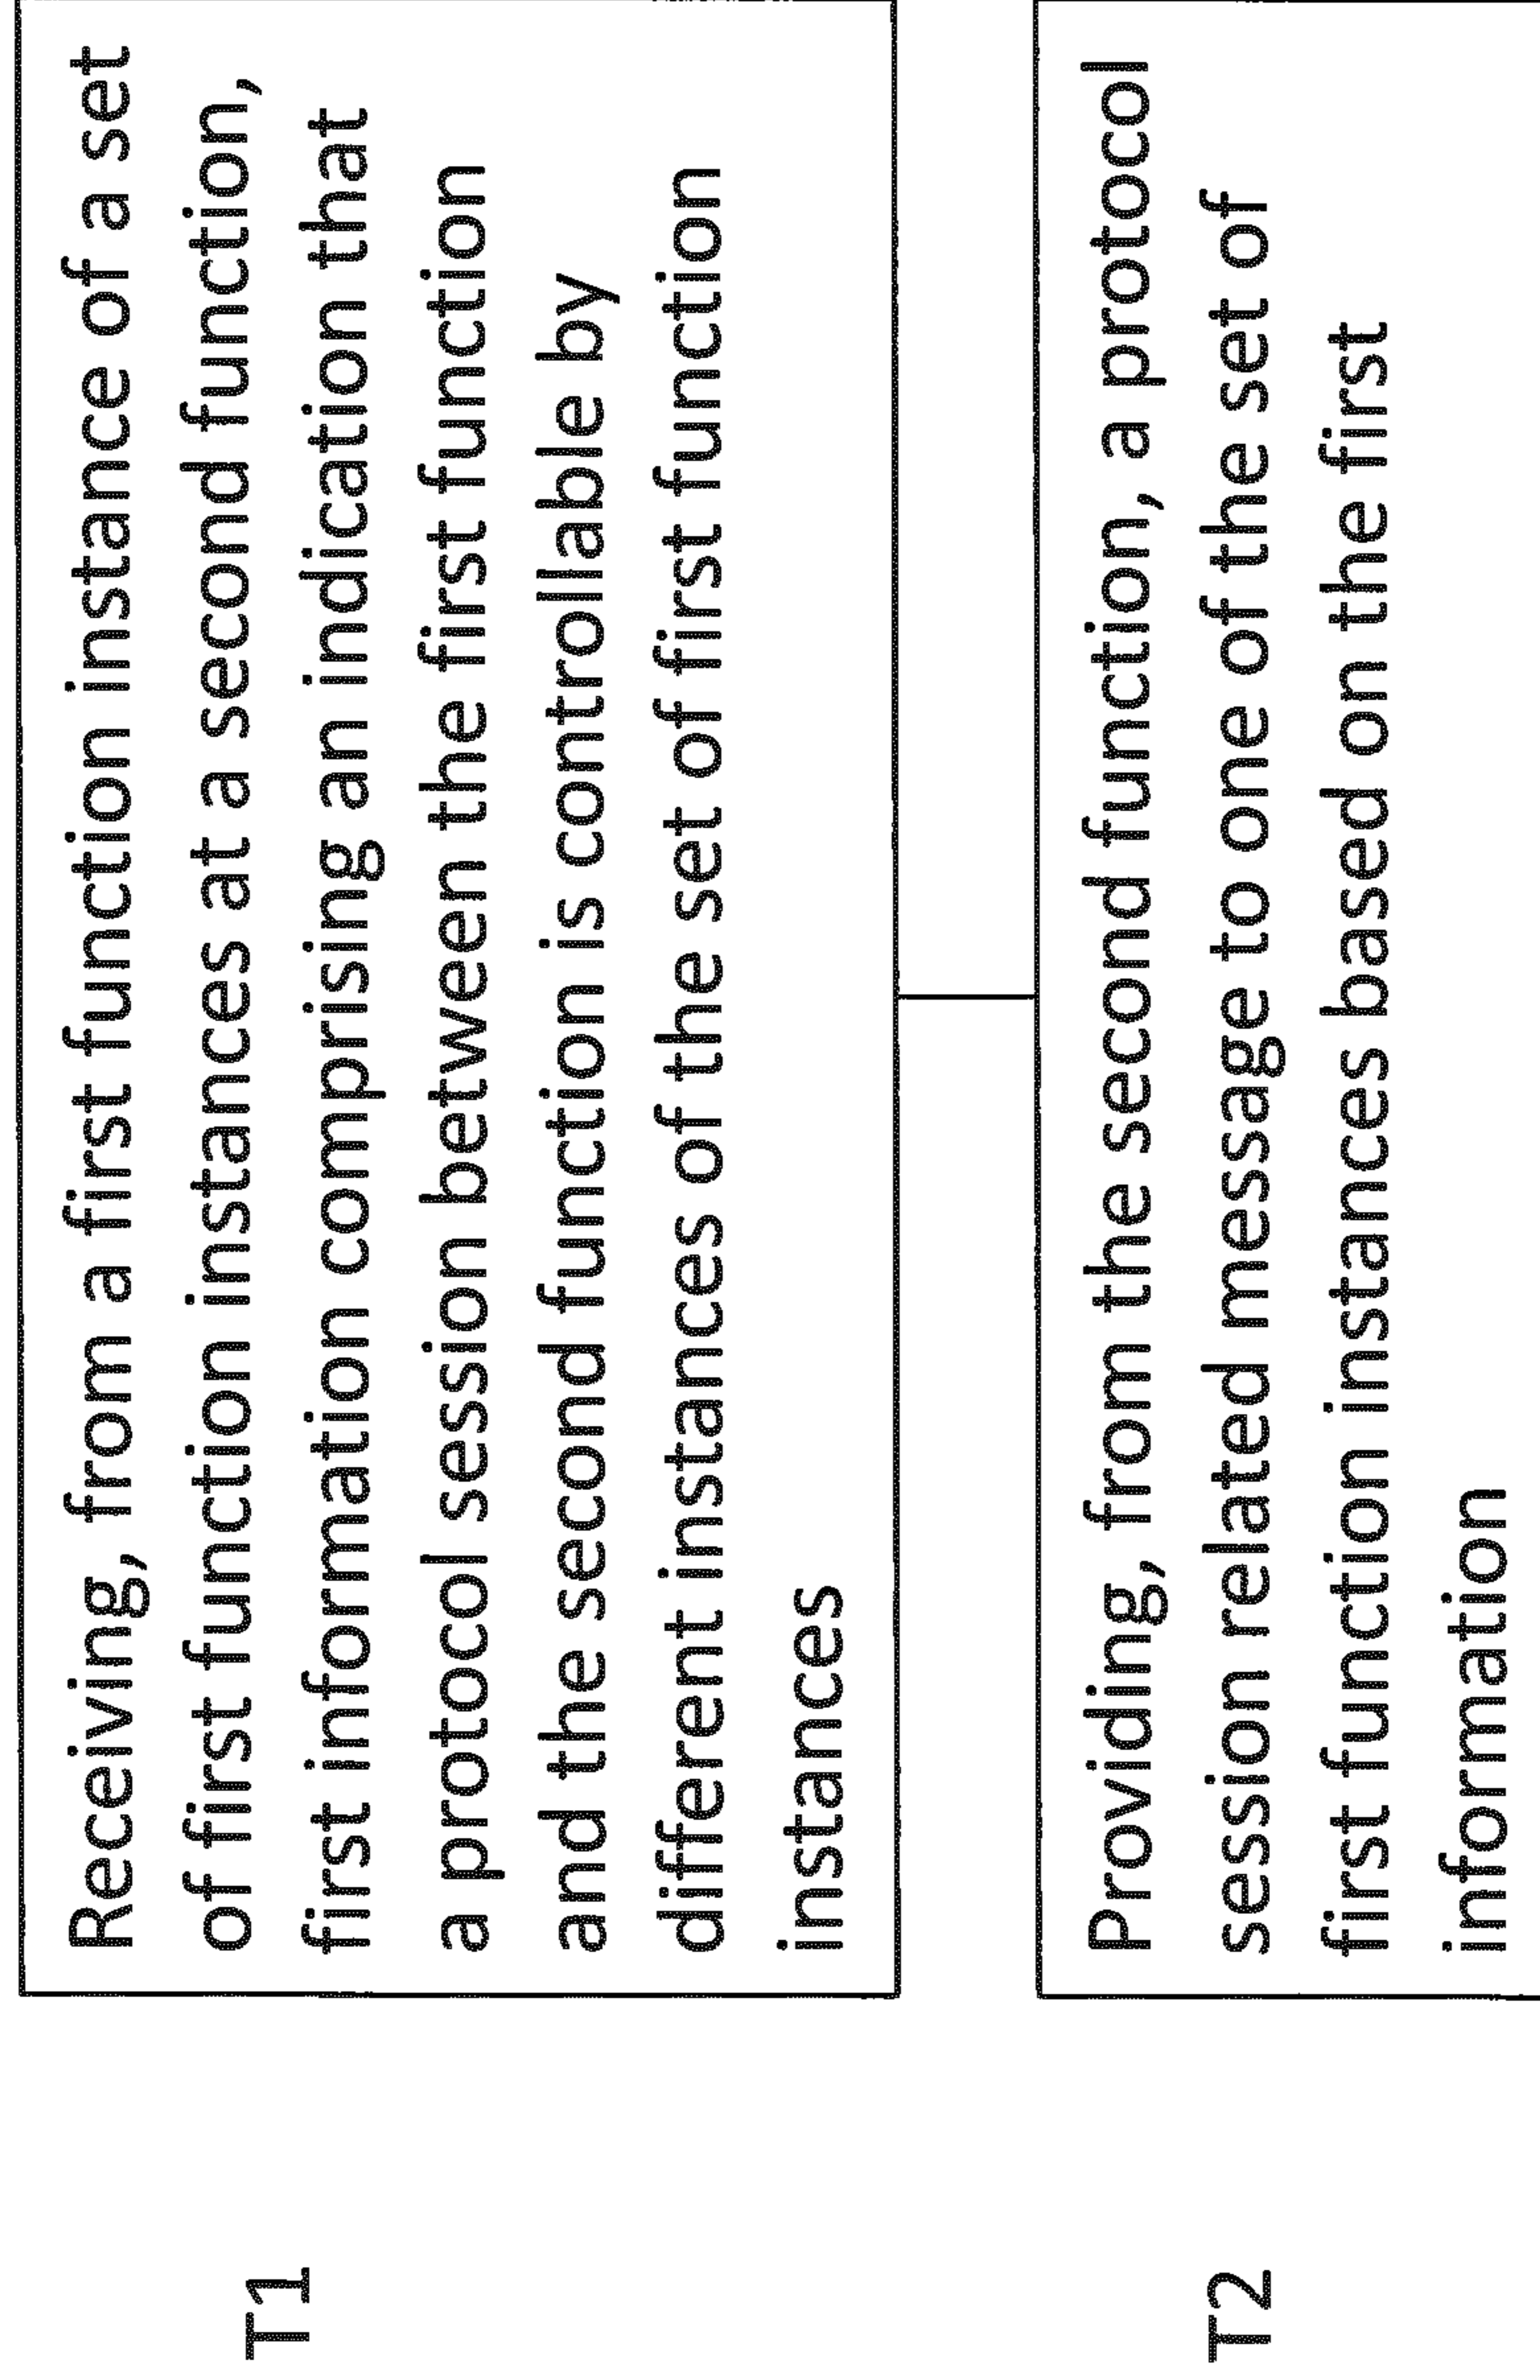 T1
Receiving, from a first function instance of a set
of first function instances at a second function,
first information comprising an indication that
a protocol session between the first function
and the second function is controllable by
different instances of the set of first function
instances
T2
Providing, from the second function, a protocol
session related message to one of the set of
first function instances based on the first
information